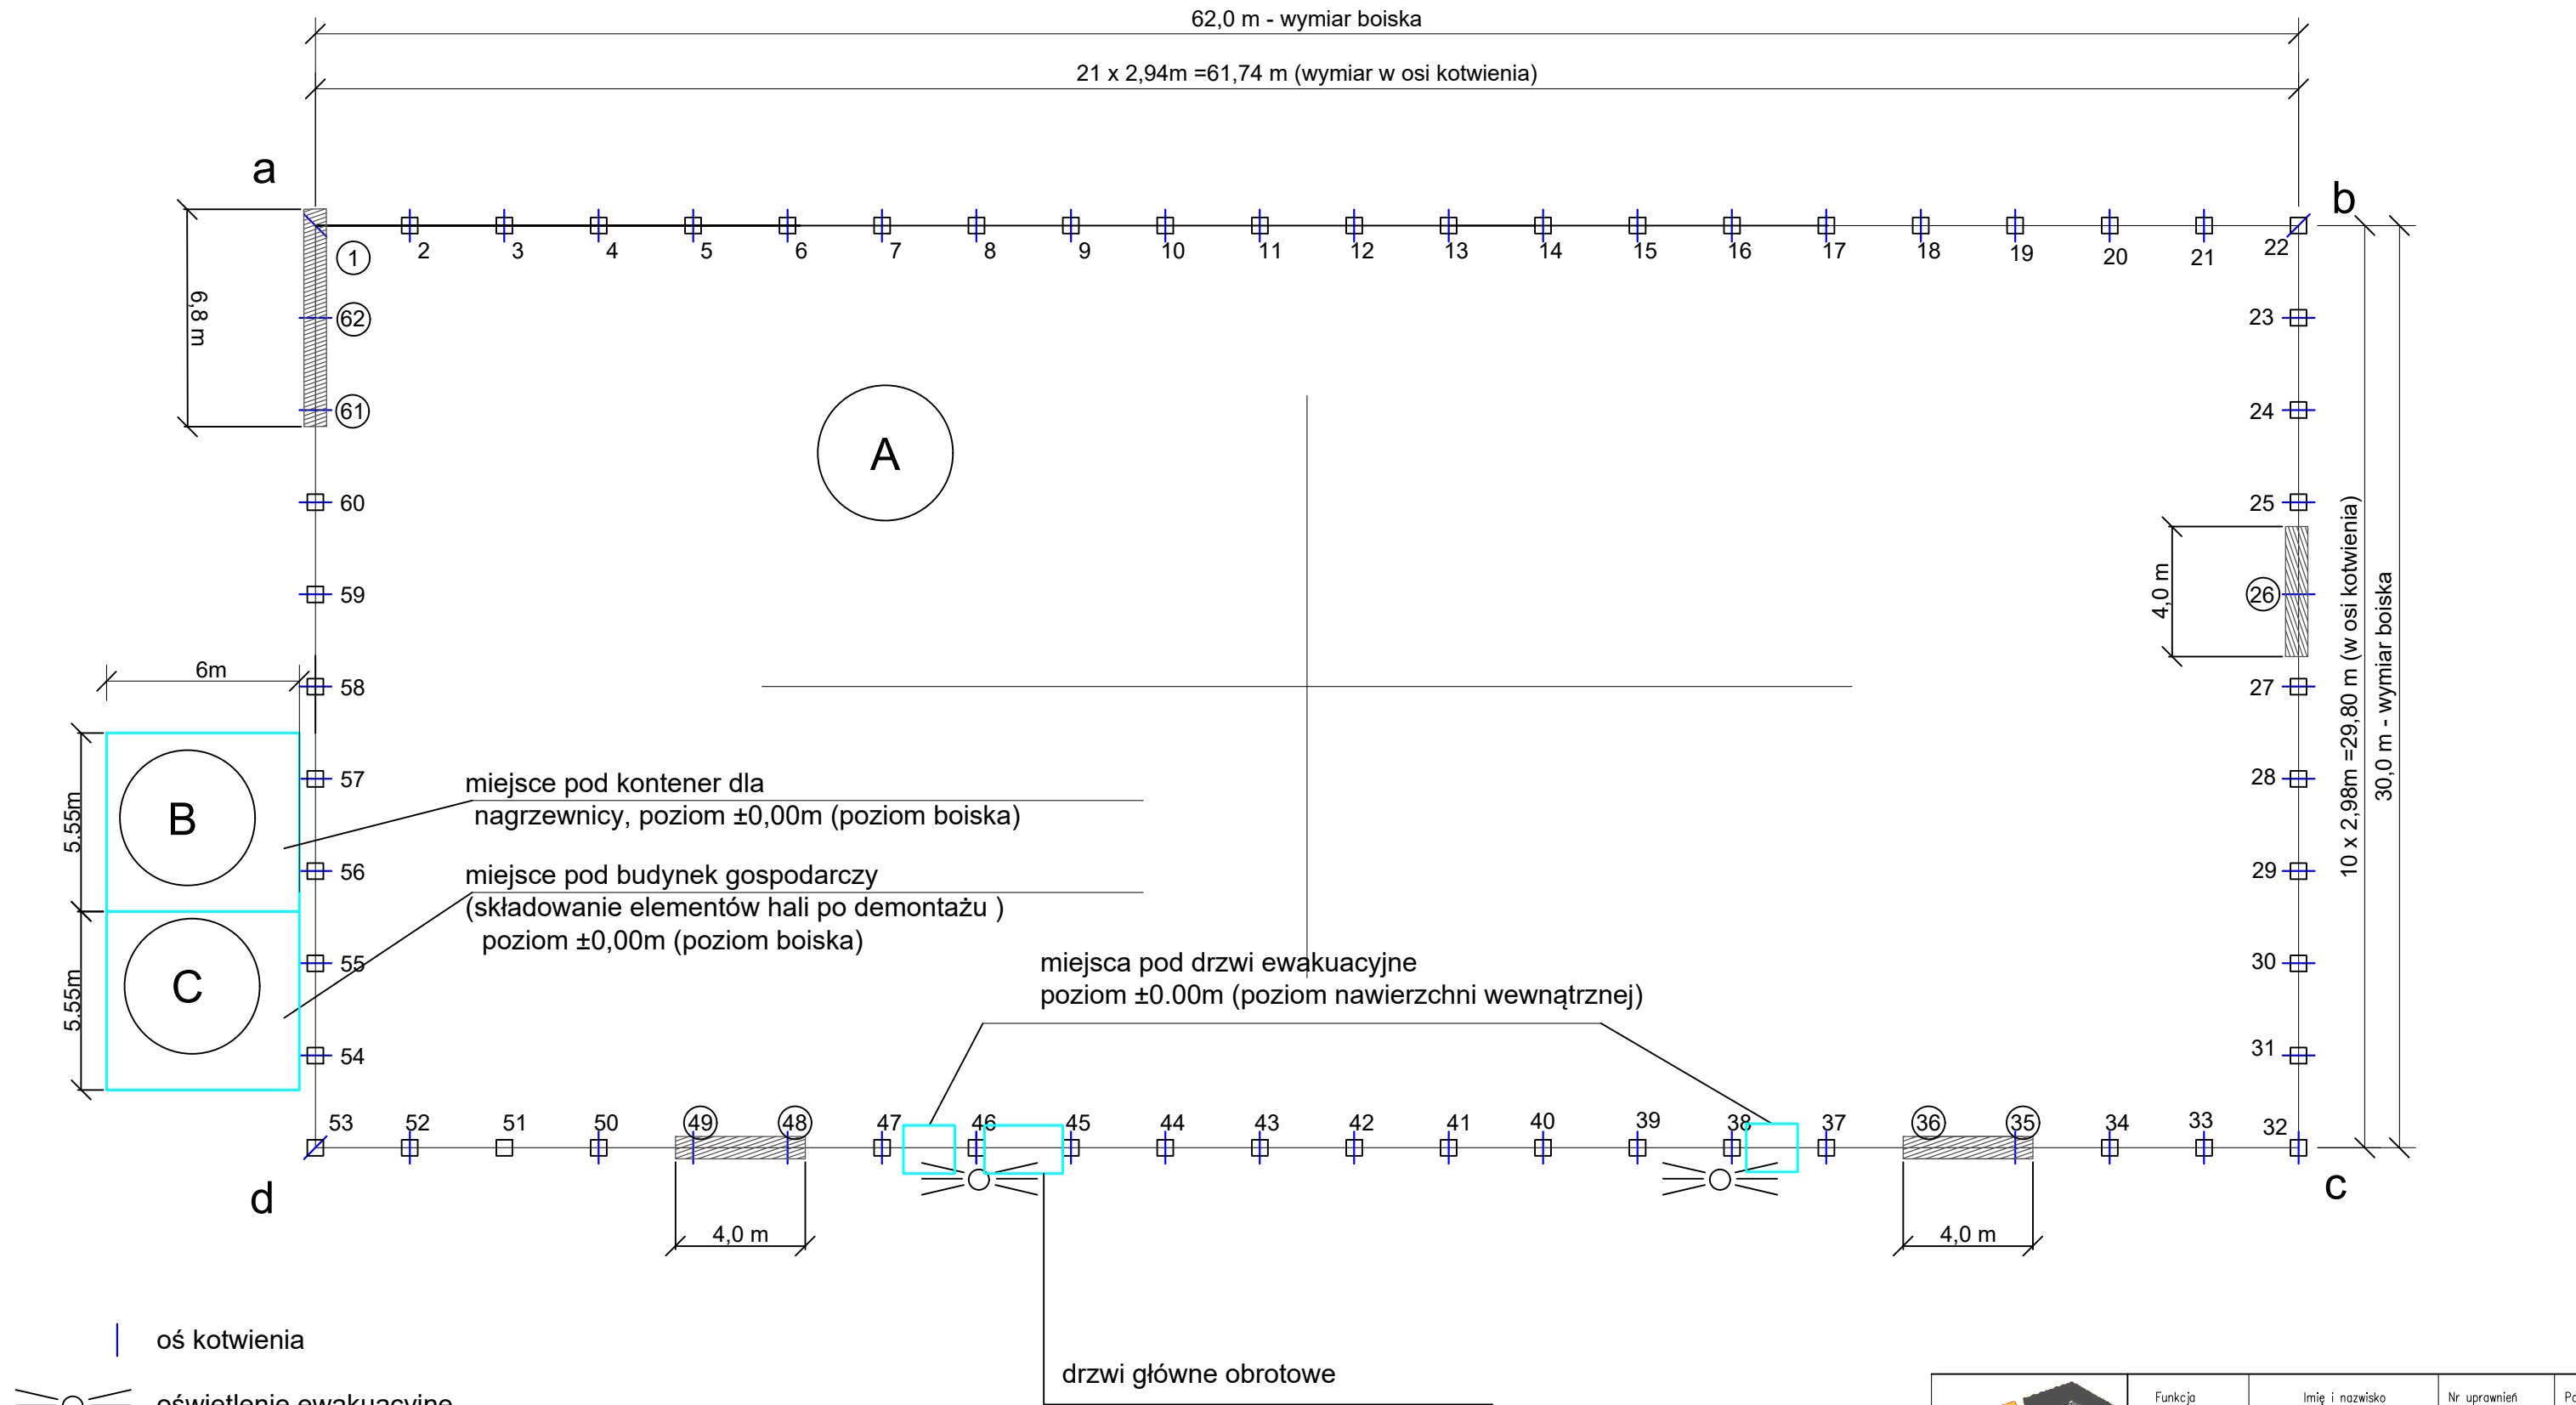 62,0 m - wymiar boiska
21 x 2,94m =61,74 m (wymiar w osi kotwienia)
a
b
1
2
3
4
5
6
7
8
9
10
11
12
13
14
15
16
17
18
19
20
21
22
6,8 m
62
61
60
59
58
57
56
55
54
A
23
24
25
26
27
28
29
30
31
4,0 m
10 x 2,98m =29,80 m (w osi kotwienia)
30,0 m - wymiar boiska
6m
5.55m
B
5.55m
C
miejsce pod kontener dla
nagrzewnicy, poziom ±0,00m (poziom boiska)
miejsce pod budynek gospodarczy
(składowanie elementów hali po demontażu )
poziom ±0,00m (poziom boiska)
miejsca pod drzwi ewakuacyjne
poziom ±0.00m (poziom nawierzchni wewnątrznej)
53
52
51
50
49
48
47
46
45
44
43
42
41
40
39
38
37
36
35
34
33
32
d
c
4,0 m
4,0 m
oś kotwienia
drzwi główne obrotowe
oświetlenie ewakuacyjne
Funkcja
Imię i nazwisko
Nr uprawnień